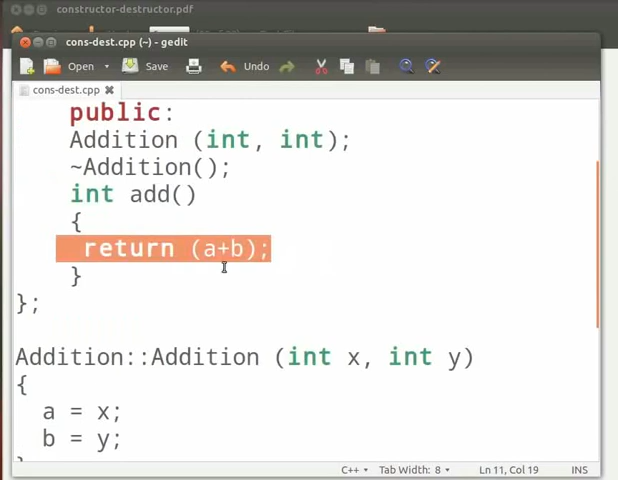 constructor-destructor.pdf
cons-dest.cpp (~) - gedit
Open Save Undo
cons-dest.cpp
public:
Addition (int, int);
~Addition();
int add()
{
return (a+b);
}
};
Addition::Addition (int x, int y)
{
a = x;
b = y;
C++ Tab Width: 8 Ln 11, Col 19 INS